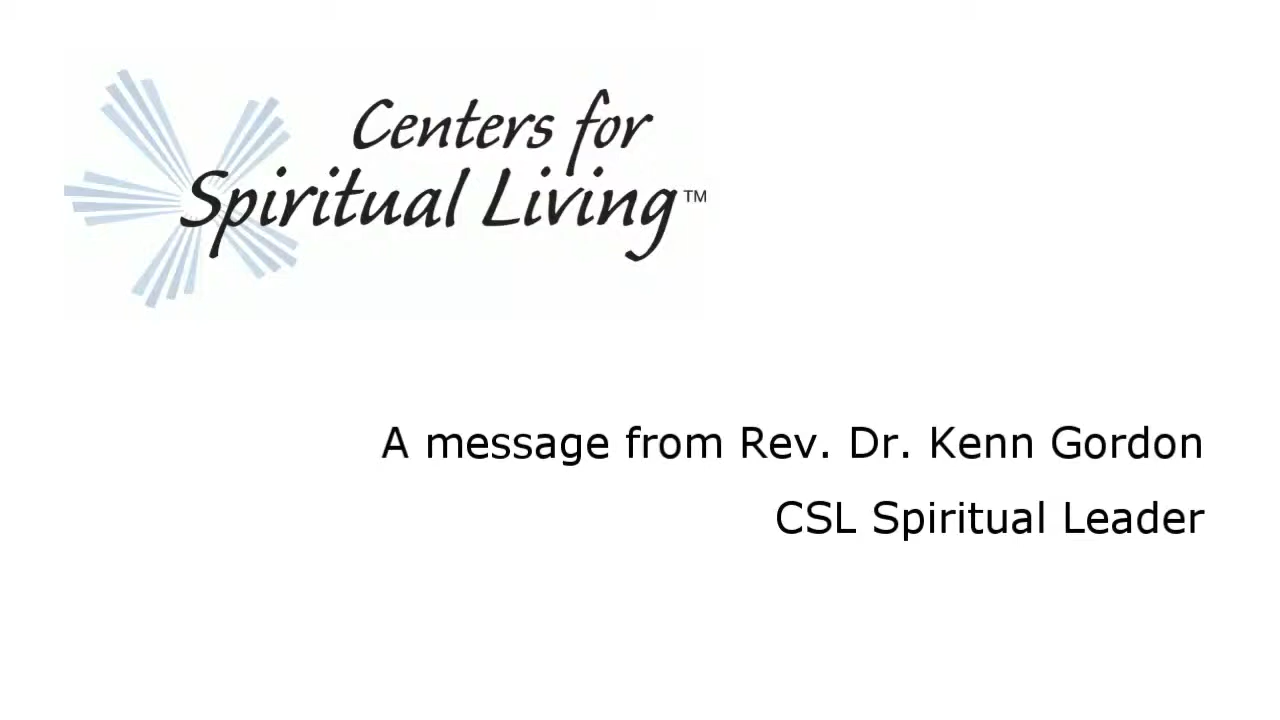 Centers for
Spiritual Living™
A message from Rev. Dr. Kenn Gordon
CSL Spiritual Leader